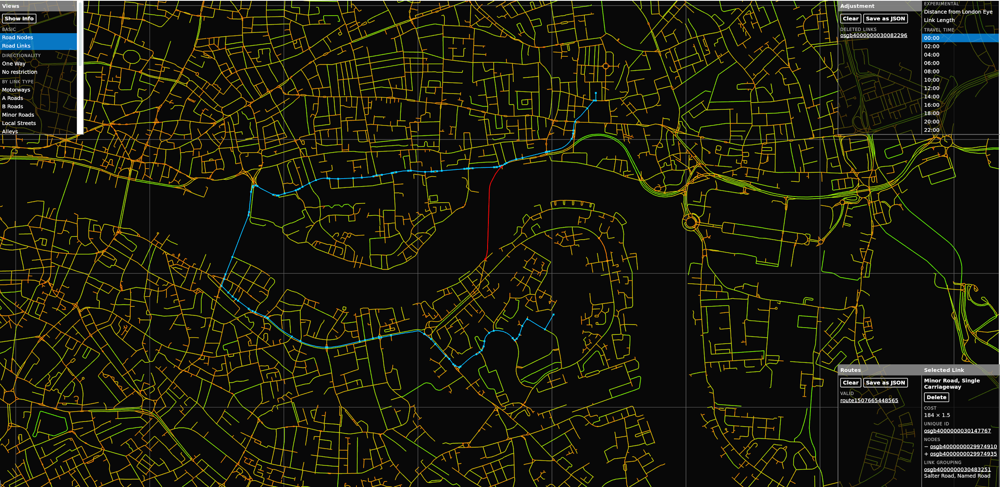 Views
Show Info
BASIC
Road Nodes
Road Links
DIRECTIONALITY
One Way
No restriction
BY LINK TYPE
Motorways
A Roads
B Roads
Minor Roads
Local Streets
Alleys
Adjustment
Clear Save as JSON
DELETED LINKS
osgb4000000030082296
EXPERIMENTAL
Distance from London Eye
Link Length
TRAVEL TIME
00:00
02:00
04:00
06:00
08:00
10:00
12:00
14:00
16:00
18:00
20:00
22:00
Routes
Clear Save as JSON
VALID
route1507665448565
Selected Link
Minor Road, Single
Carriageway
Delete
COST
184 × 1.5
UNIQUE ID
osgb4000000030147767
NODES
− osgb4000000029974910
+ osgb4000000029974935
LINK GROUPING
osgb4000000030483251
Salter Road, Named Road